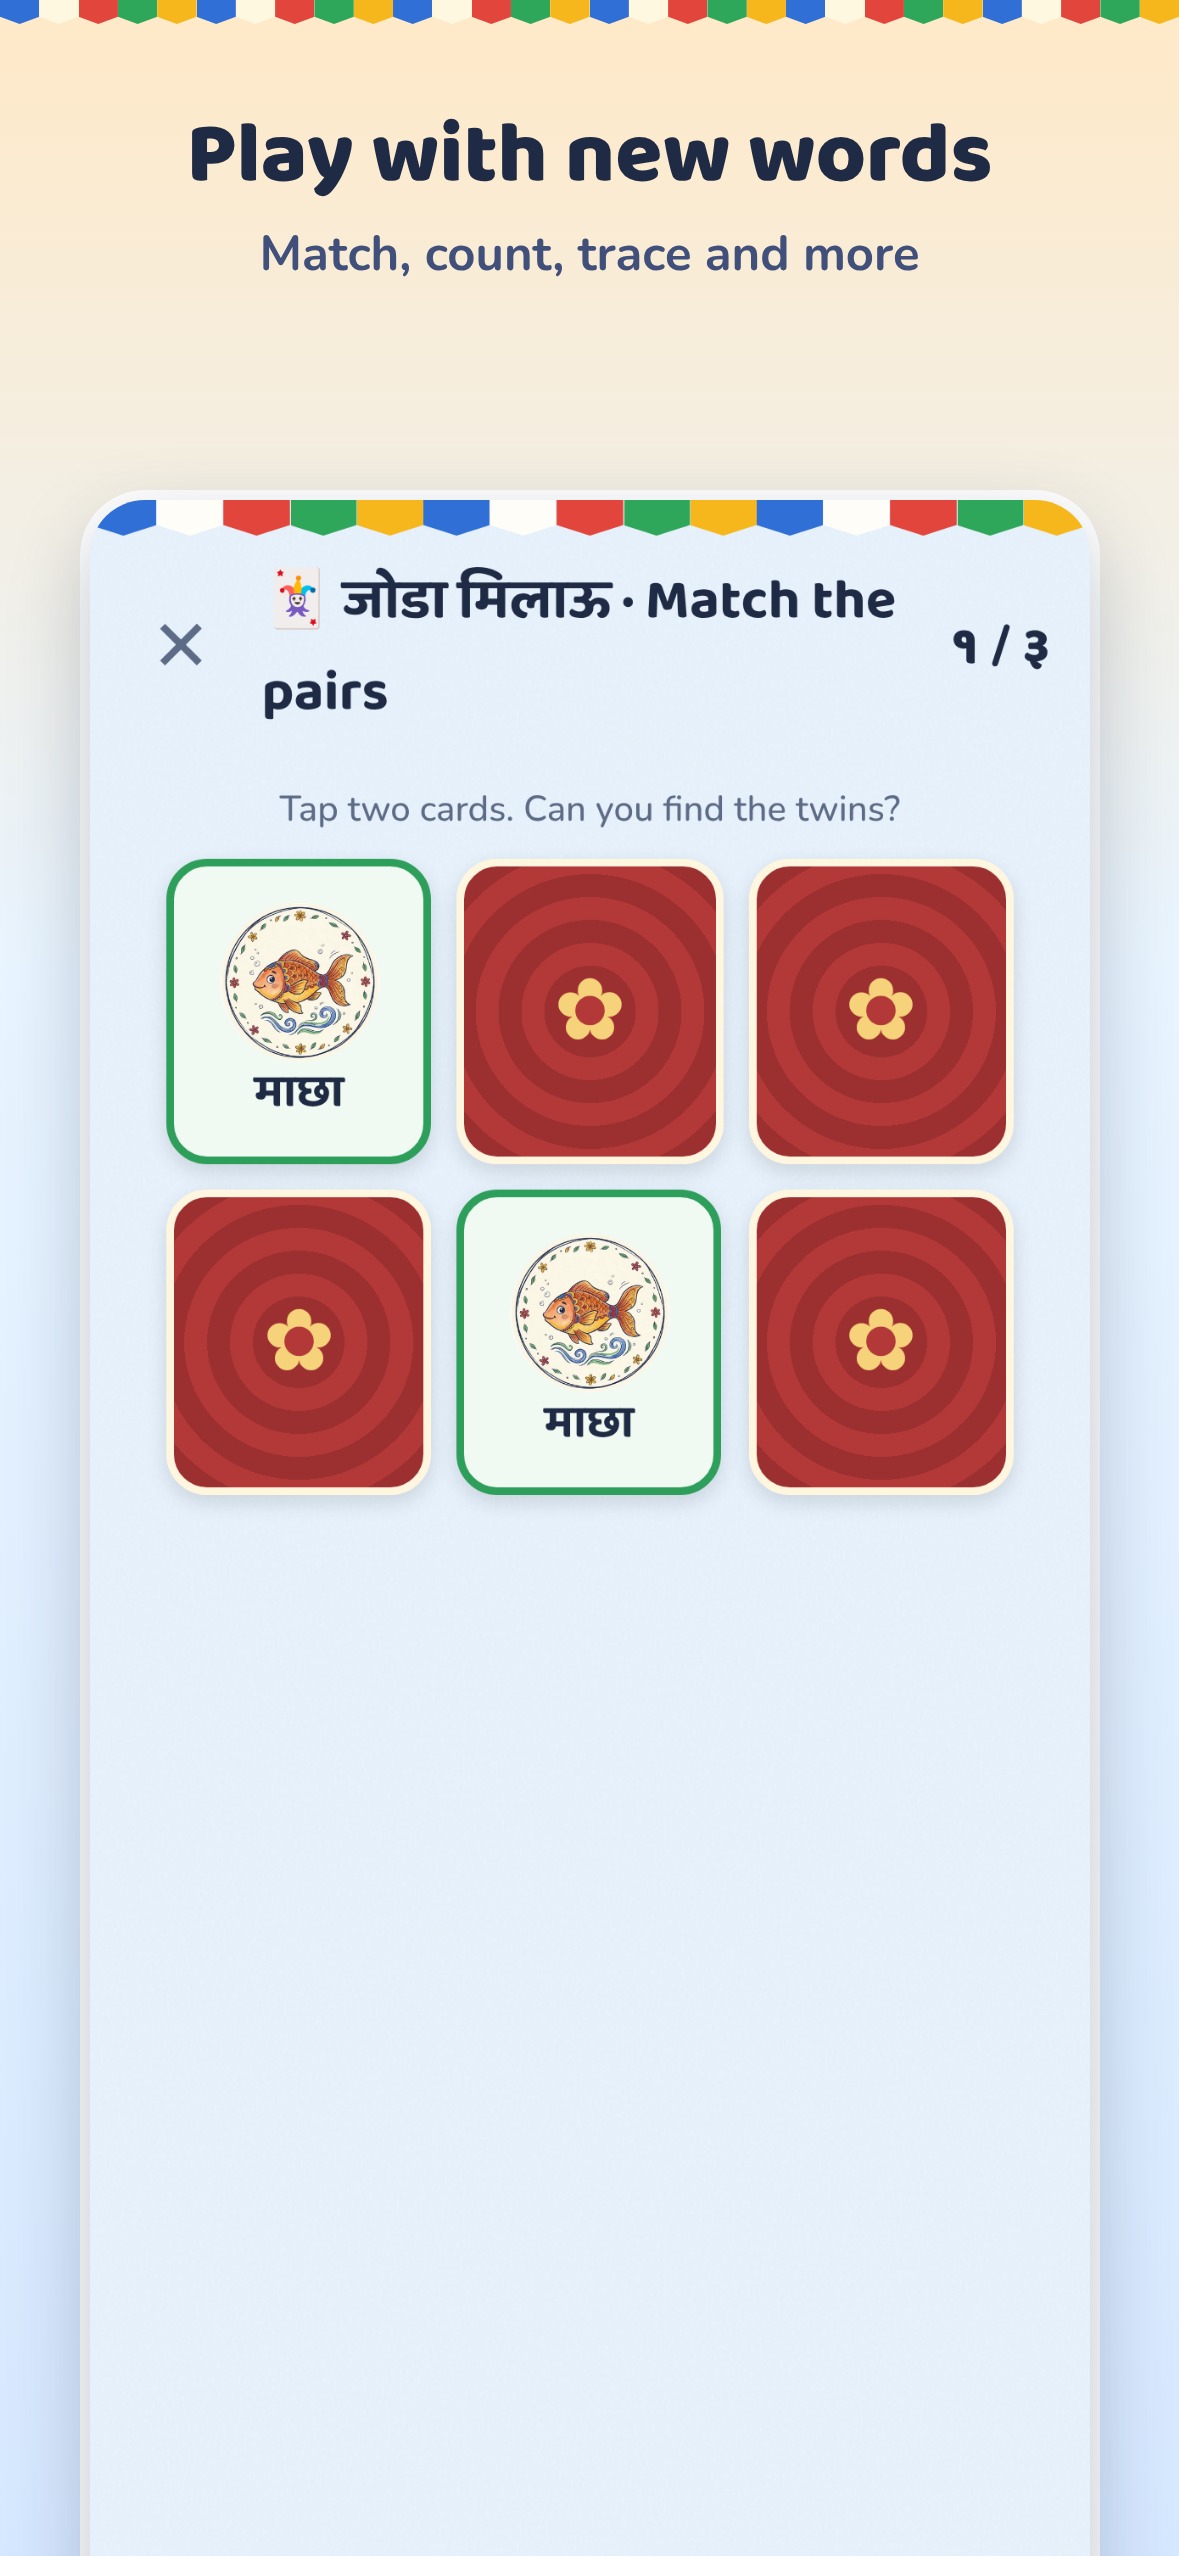 Play with new words
Match, count, trace and more
जोडा मिलाऊ · Match the
pairs
१ / ३
Tap two cards. Can you find the twins?
माछा
माछा